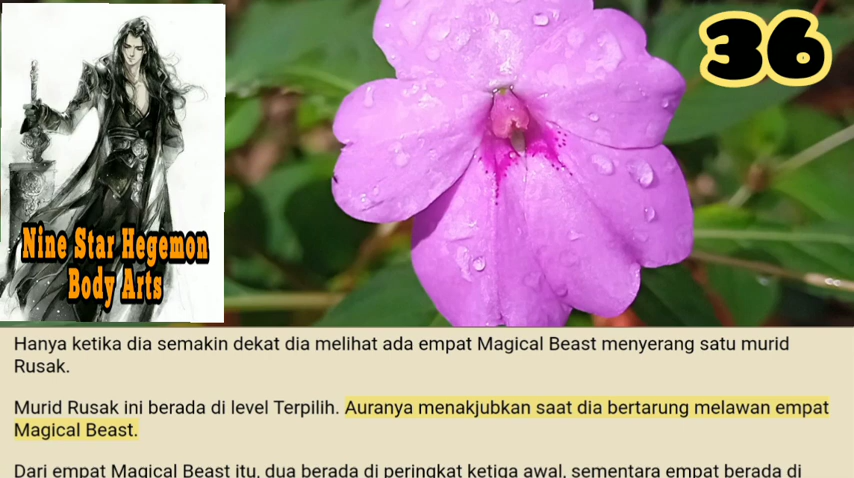 36
Nine Star Hegemon
Body Arts
Hanya ketika dia semakin dekat dia melihat ada empat Magical Beast menyerang satu murid
Rusak.
Murid Rusak ini berada di level Terpilih. Auranya menakjubkan saat dia bertarung melawan empat
Magical Beast.
Dari empat Magical Beast itu, dua berada di peringkat ketiga awal, sementara empat berada di